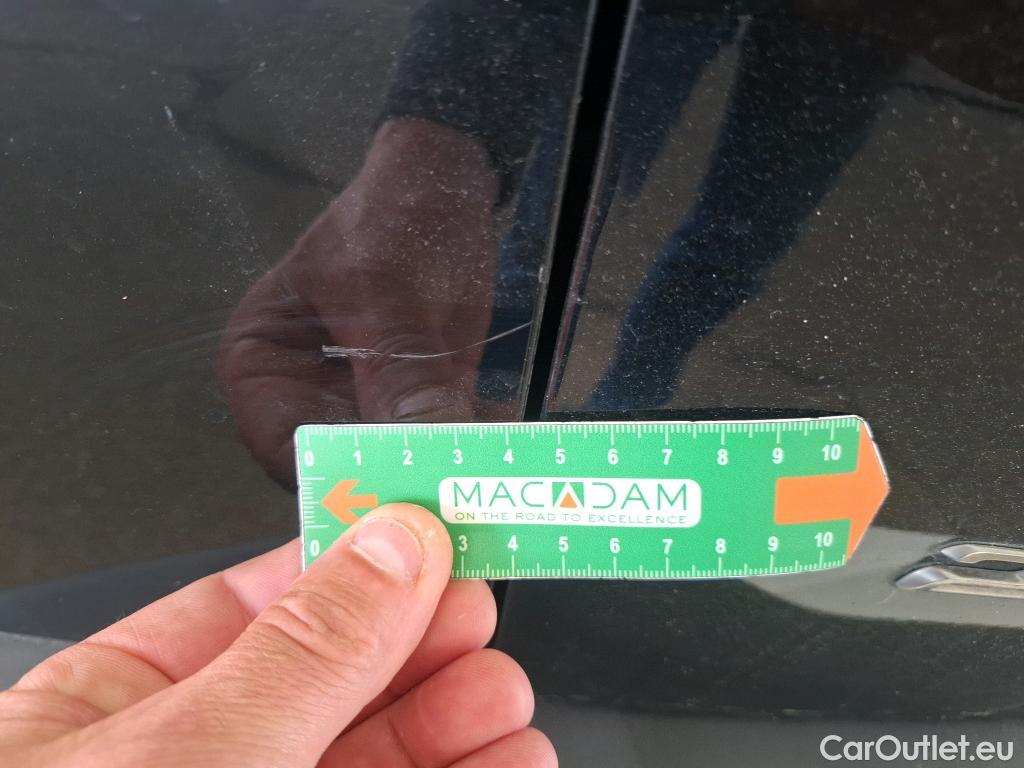 0 1 2 3 4 5 6 7 8 9 10
MACADAM
ON THE ROAD TO EXCELLENCE
0 3 4 5 6 7 8 9 10
CarOutlet.eu